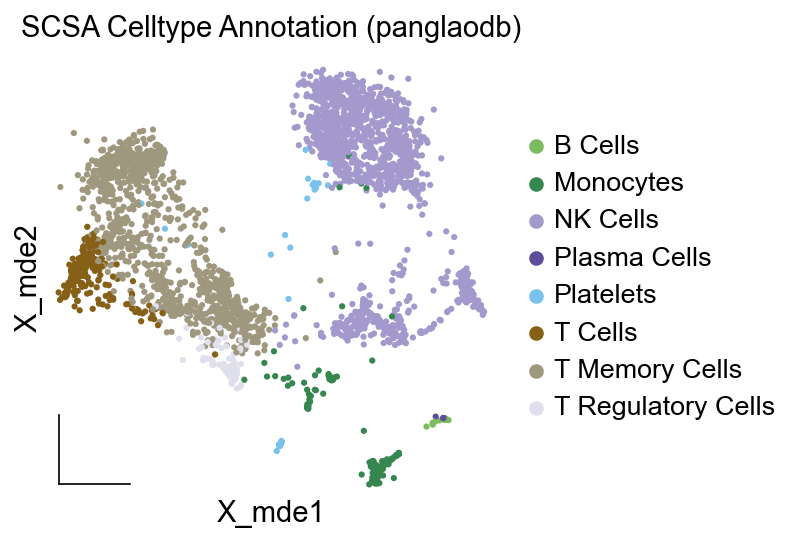 SCSA Celltype Annotation (panglaodb)
X_mde2
B Cells
Monocytes
NK Cells
Plasma Cells
Platelets
T Cells
T Memory Cells
T Regulatory Cells
X_mde1